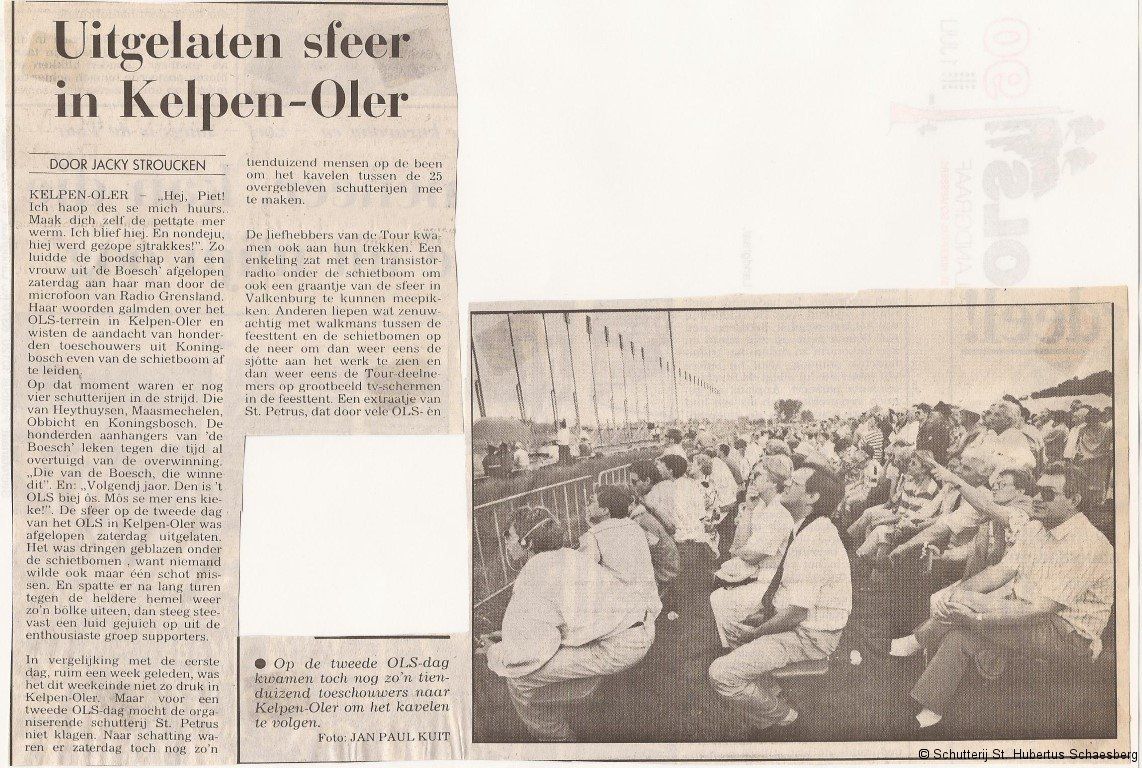 Uitgelaten sfeer
in Kelpen-Oler
DOOR JACKY STROUCKEN
KELPEN-OLER – „Hej, Piet!
Ich haop des se mich huurs.
Maak dich zelf de pettate mer
werm. Ich blief hiej. En nondeju,
hiej werd gezope sjtrakkes!”. Zo
luidde de boodschap van een
vrouw uit 'de Boesch' afgelopen
zaterdag aan haar man door de
microfoon van Radio Grensland.
Haar woorden galmden over het
OLS-terrein in Kelpen-Oler en
wisten de aandacht van honder-
den toeschouwers uit Koning-
bosch even van de schietboom af
te leiden.
Op dat moment waren er nog
vier schutterijen in de strijd. Die
van Heythuysen, Maasmechelen,
Obbicht en Koningsbosch. De
honderden aanhangers van 'de
Boesch' leken tegen die tijd al
overtuigd van de overwinning.
„Die van de Boesch, die winne
dit”. En: „Volgendj jaor. Den is 't
OLS biej ós. Môs se mer ens kie-
ke!”. De sfeer op de tweede dag
van het OLS in Kelpen-Oler was
afgelopen zaterdag uitgelaten.
Het was dringen geblazen onder
de schietbomen , want niemand
wilde ook maar één schot mis-
sen. En spatte er na lang turen
tegen de heldere hemel weer
zo'n bölke uiteen, dan steeg stee-
vast een luid gejuich op uit de
enthousiaste groep supporters.
In vergelijking met de eerste
dag, ruim een week geleden, was
het dit weekeinde niet zo druk in
Kelpen-Oler. Maar voor een
tweede OLS-dag mocht de orga-
niserende schutterij St. Petrus
niet klagen. Naar schatting wa-
ren er zaterdag toch nog zo'n
tienduizend mensen op de been
om het kavelen tussen de 25
overgebleven schutterijen mee
te maken.
De liefhebbers van de Tour kwa-
men ook aan hun trekken. Een
enkeling zat met een transistor-
radio onder de schietboom om
ook een graantje van de sfeer in
Valkenburg te kunnen meepik-
ken. Anderen liepen wat zenuw-
achtig met walkmans tussen de
feesttent en de schietbomen op
de neer om dan weer eens de
sjötte aan het werk te zien en
dan weer eens de Tour-deelne-
mers op grootbeeld tv-schermen
in de feesttent. Een extraatje van
St. Petrus, dat door vele OLS- én
● Op de tweede OLS-dag
kwamen toch nog zo'n tien-
duizend toeschouwers naar
Kelpen-Oler om het kavelen
te volgen.
Foto: JAN PAUL KUIT
© Schutterij St. Hubertus Schaesberg